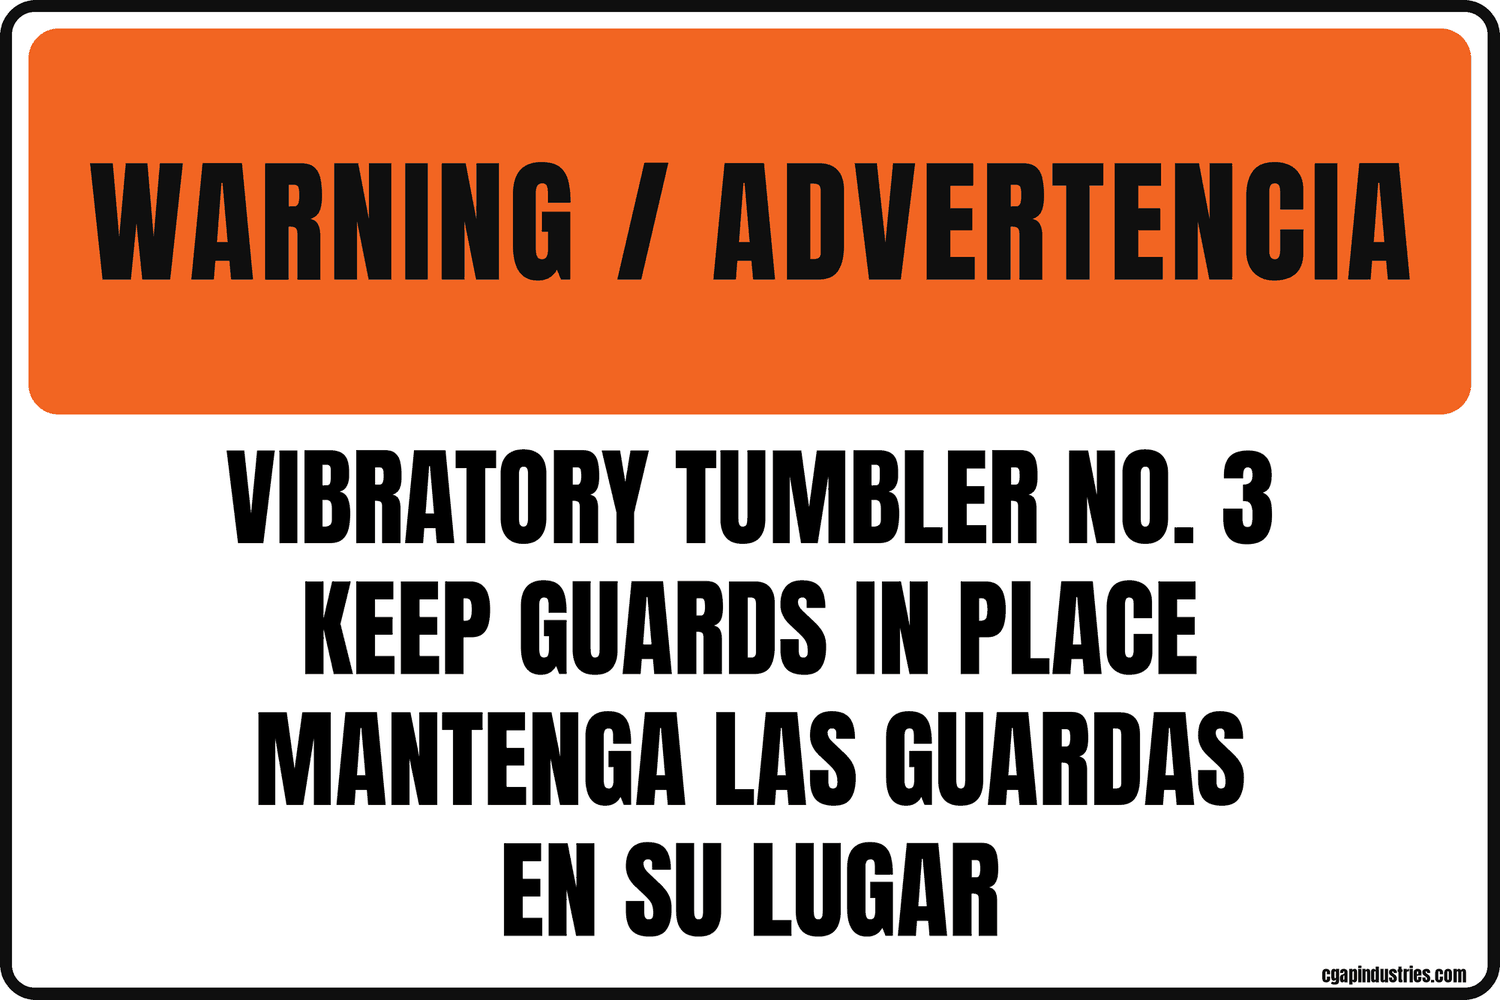 WARNING / ADVERTENCIA
VIBRATORY TUMBLER NO. 3
KEEP GUARDS IN PLACE
MANTENGA LAS GUARDAS
EN SU LUGAR
cgapindustries.com